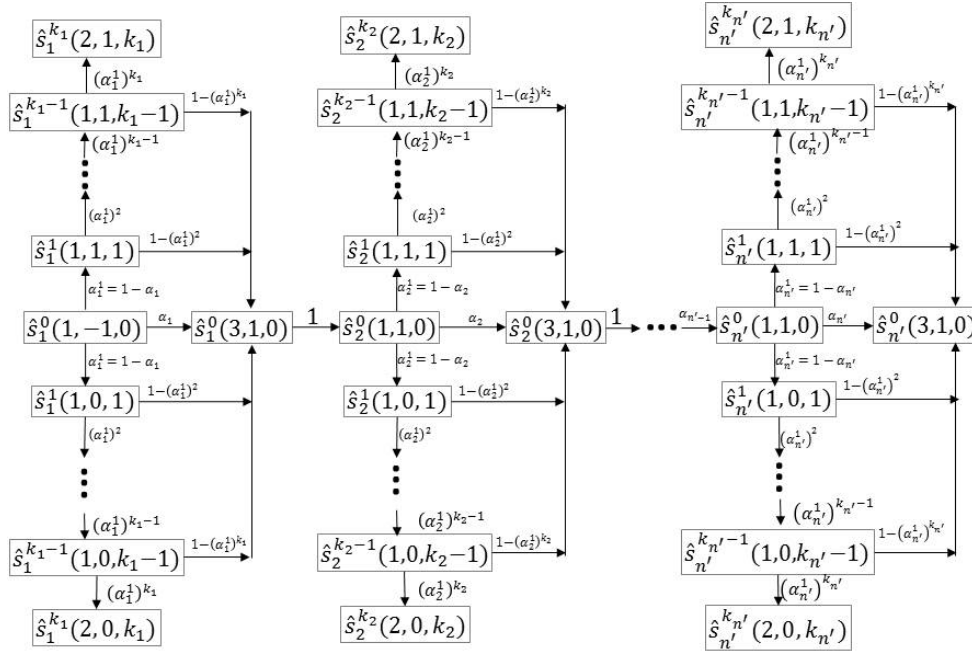 ŝ₁^{k₁}(2,1,k₁) ŝ₂^{k₂}(2,1,k₂) ŝ_{n′}^{k_{n′}}(2,1,k_{n′})
(α₁¹)^{k₁} (α₂¹)^{k₂} (α_{n′}¹)^{k_{n′}}
ŝ₁^{k₁−1}(1,1,k₁−1) 1−(α₁¹)^{k₁} ŝ₂^{k₂−1}(1,1,k₂−1) 1−(α₂¹)^{k₂} ŝ_{n′}^{k_{n′}−1}(1,1,k_{n′}−1) 1−(α_{n′}¹)^{k_{n′}}
(α₁¹)^{k₁−1} (α₂¹)^{k₂−1} (α_{n′}¹)^{k_{n′}−1}
(α₁¹)² (α₂¹)² (α_{n′}¹)²
ŝ₁¹(1,1,1) 1−(α₁¹)² ŝ₂¹(1,1,1) 1−(α₂¹)² ŝ_{n′}¹(1,1,1) 1−(α_{n′}¹)²
α₁¹ = 1 − α₁ α₂¹ = 1 − α₂ α_{n′}¹ = 1 − α_{n′}
ŝ₁⁰(1,−1,0) α₁ ŝ₁⁰(3,1,0) 1 ŝ₂⁰(1,1,0) α₂ ŝ₂⁰(3,1,0) 1 α_{n′−1} ŝ_{n′}⁰(1,1,0) α_{n′} ŝ_{n′}⁰(3,1,0)
α₁¹ = 1 − α₁ α₂¹ = 1 − α₂ α_{n′}¹ = 1 − α_{n′}
ŝ₁¹(1,0,1) 1−(α₁¹)² ŝ₂¹(1,0,1) 1−(α₂¹)² ŝ_{n′}¹(1,0,1) 1−(α_{n′}¹)²
(α₁¹)² (α₂¹)² (α_{n′}¹)²
(α₁¹)^{k₁−1} (α₂¹)^{k₂−1} (α_{n′}¹)^{k_{n′}−1}
ŝ₁^{k₁−1}(1,0,k₁−1) 1−(α₁¹)^{k₁} ŝ₂^{k₂−1}(1,0,k₂−1) 1−(α₂¹)^{k₂} ŝ_{n′}^{k_{n′}−1}(1,0,k_{n′}−1) 1−(α_{n′}¹)^{k_{n′}}
(α₁¹)^{k₁} (α₂¹)^{k₂} (α_{n′}¹)^{k_{n′}}
ŝ₁^{k₁}(2,0,k₁) ŝ₂^{k₂}(2,0,k₂) ŝ_{n′}^{k_{n′}}(2,0,k_{n′})